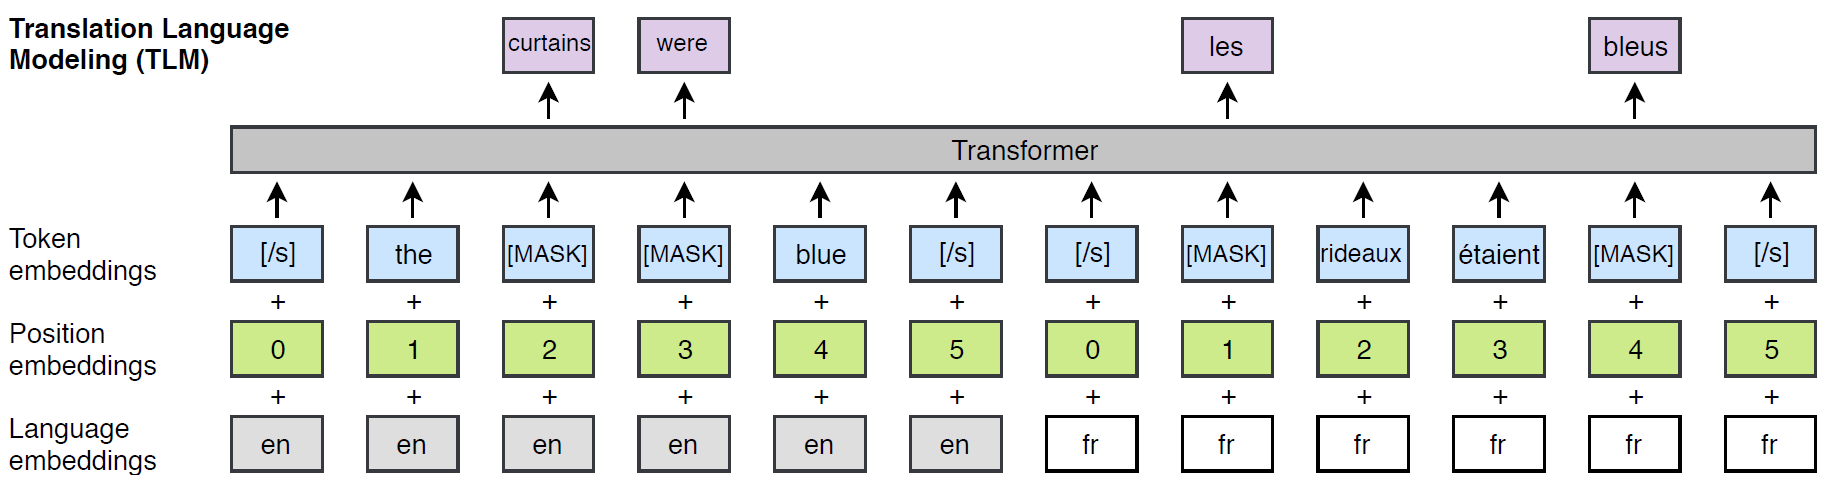 Translation Language
Modeling (TLM)
curtains were les bleus
Transformer
Token
embeddings
[/s] the [MASK] [MASK] blue [/s] [/s] [MASK] rideaux étaient [MASK] [/s]
+ + + + + + + + + + + +
Position
embeddings
0 1 2 3 4 5 0 1 2 3 4 5
+ + + + + + + + + + + +
Language
embeddings
en en en en en en fr fr fr fr fr fr